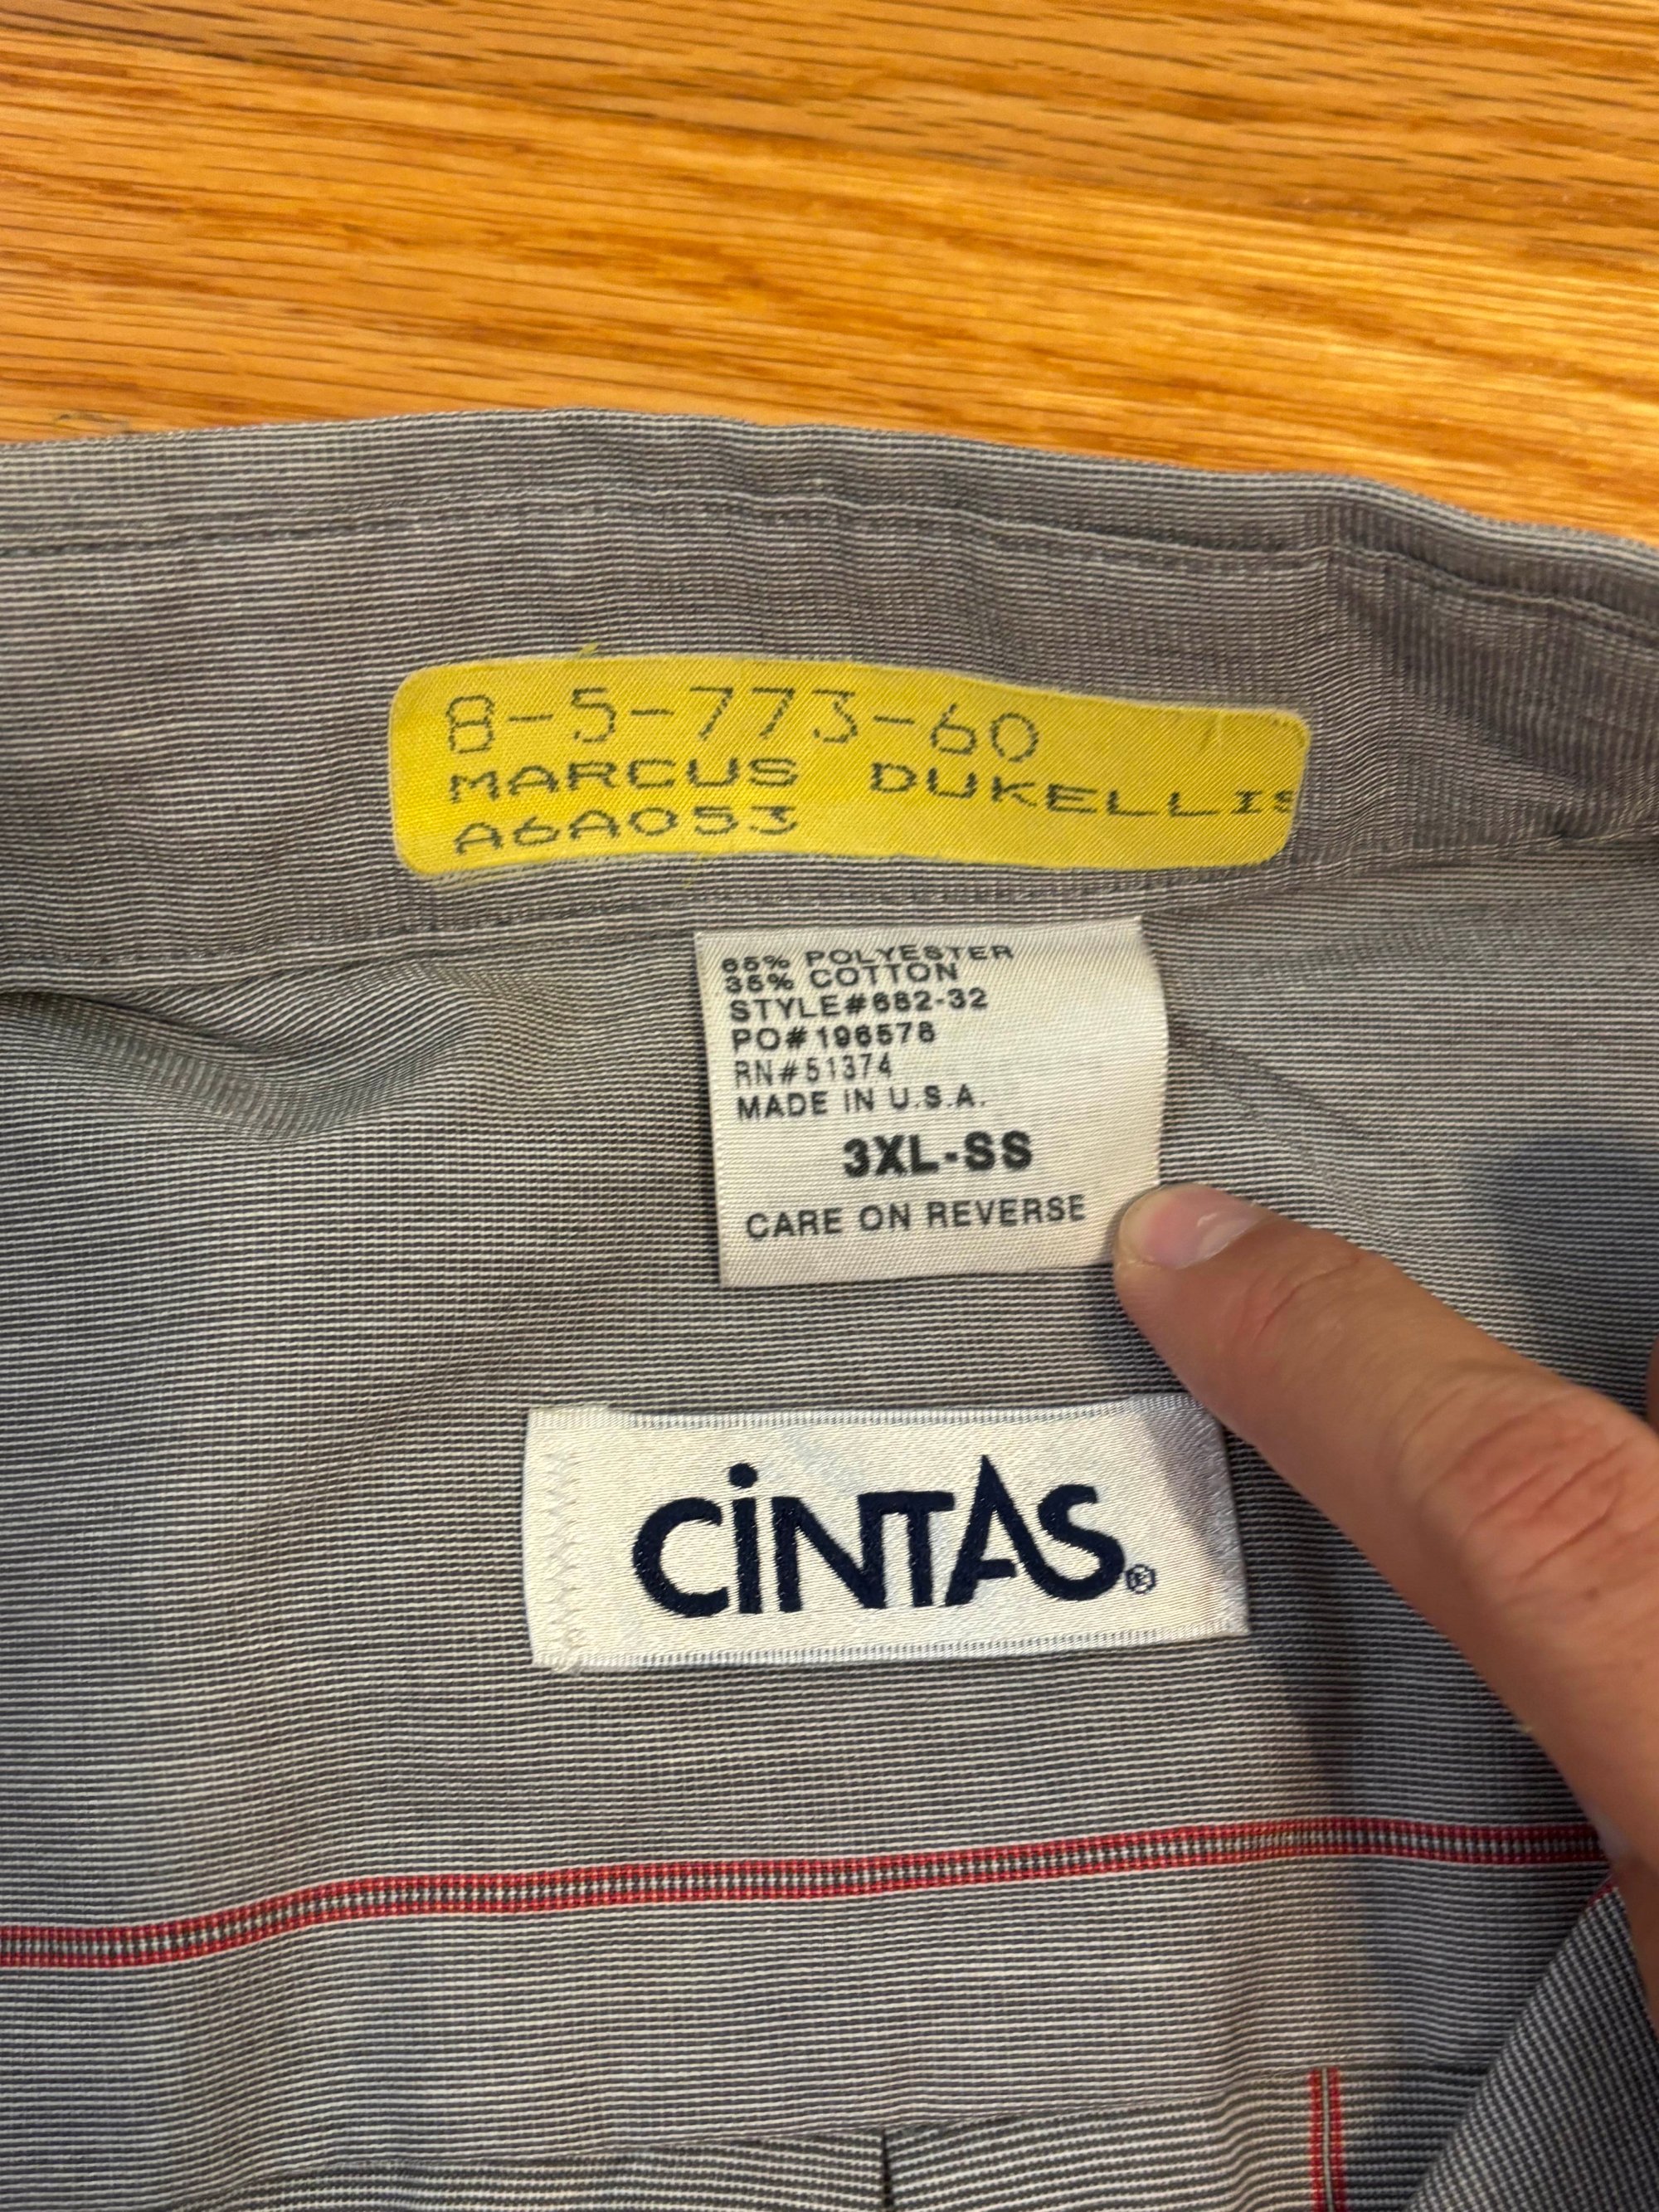 8-5-773-60
MARCUS DUKELLIS
A6A053
65% POLYESTER
35% COTTON
STYLE#682-32
PO#196578
RN#51374
MADE IN U.S.A.
3XL-SS
CARE ON REVERSE
CiNTAS®